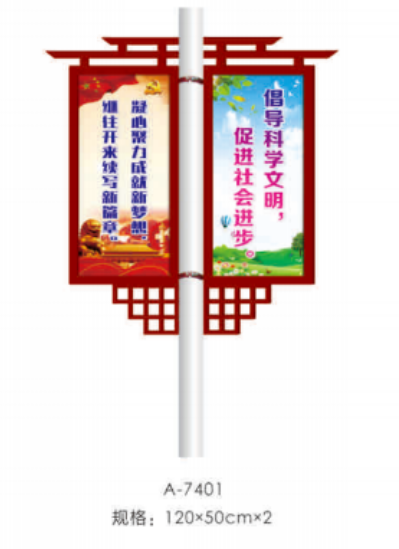 凝心聚力成就新梦想，
继往开来续写新篇章。
倡导科学文明，
促进社会进步。
A-7401
规格：120×50cm×2